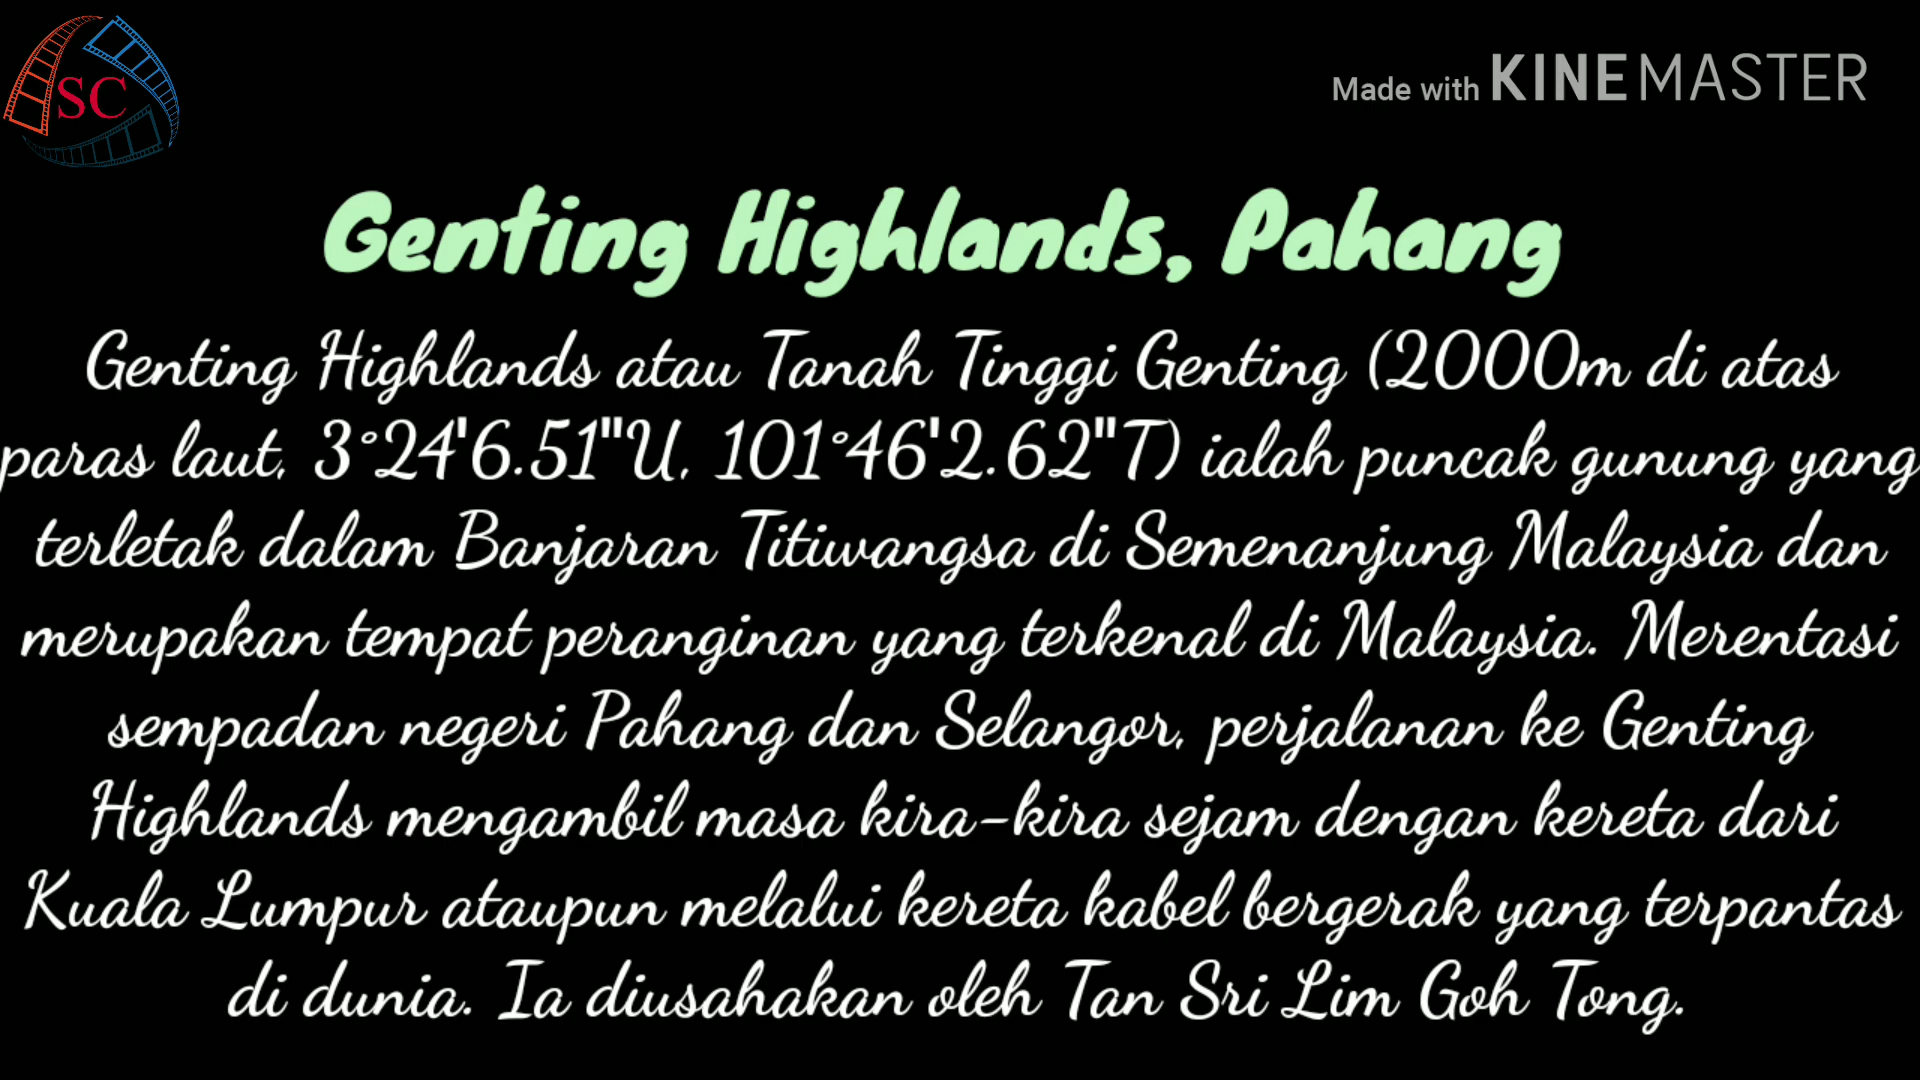 SC
Made with KINEMASTER
Genting Highlands, Pahang
Genting Highlands atau Tanah Tinggi Genting (2000m di atas
paras laut, 3°24'6.51"U, 101°46'2.62"T) ialah puncak gunung yang
terletak dalam Banjaran Titiwangsa di Semenanjung Malaysia dan
merupakan tempat peranginan yang terkenal di Malaysia. Merentasi
sempadan negeri Pahang dan Selangor, perjalanan ke Genting
Highlands mengambil masa kira-kira sejam dengan kereta dari
Kuala Lumpur ataupun melalui kereta kabel bergerak yang terpantas
di dunia. Ia diusahakan oleh Tan Sri Lim Goh Tong.